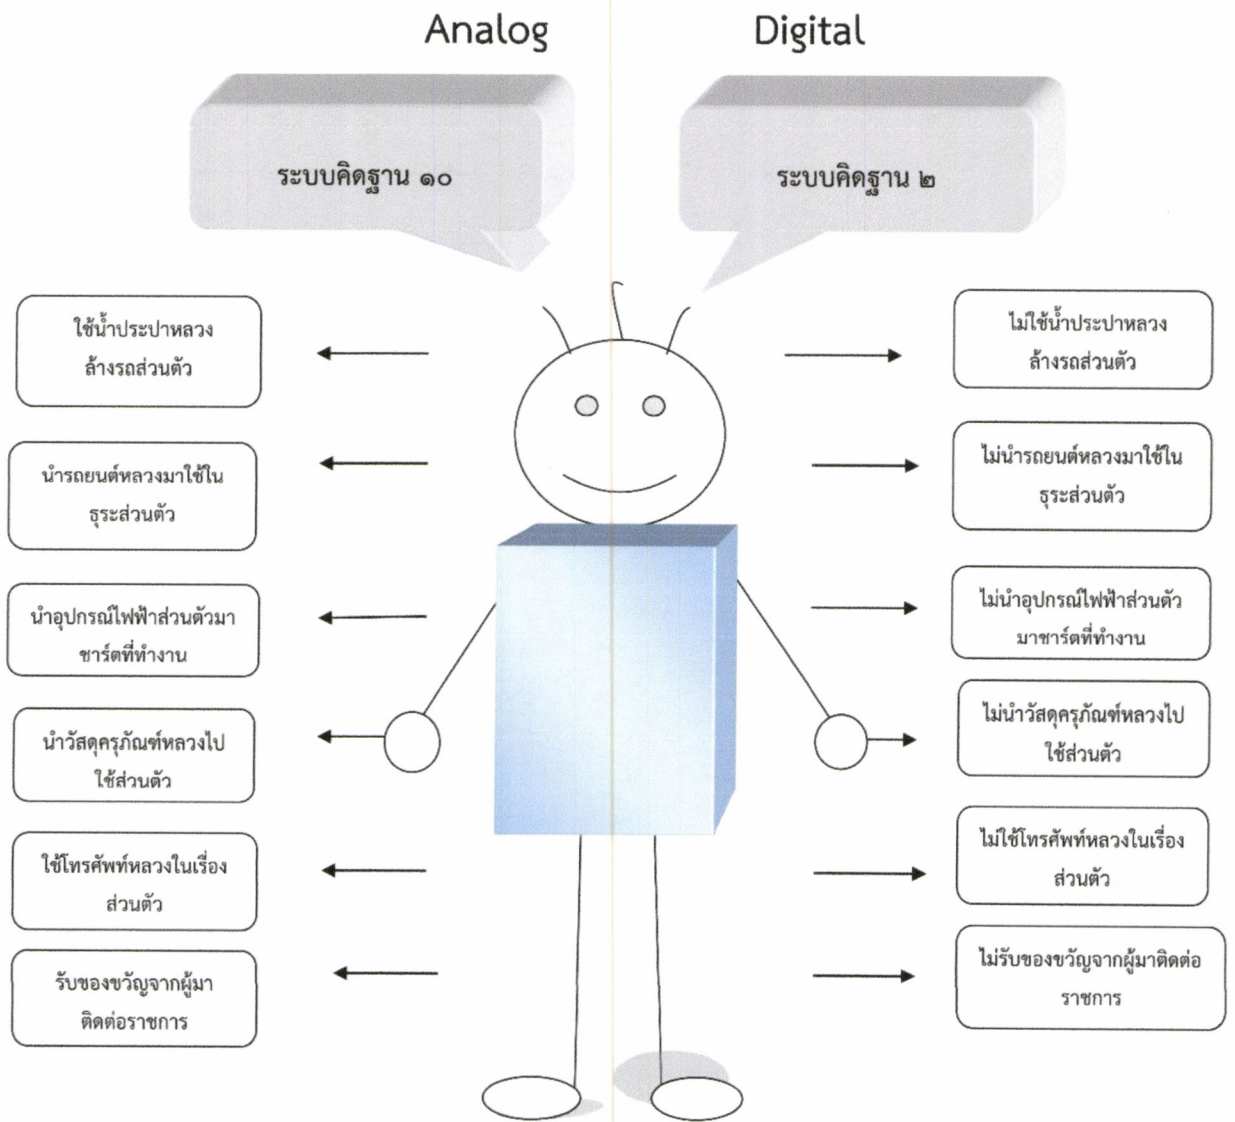 Analog
Digital
ระบบคิดฐาน ๑๐
ระบบคิดฐาน ๒
ใช้น้ำประปาหลวง
ล้างรถส่วนตัว
ไม่ใช้น้ำประปาหลวง
ล้างรถส่วนตัว
นำรถยนต์หลวงมาใช้ใน
ธุระส่วนตัว
ไม่นำรถยนต์หลวงมาใช้ใน
ธุระส่วนตัว
นำอุปกรณ์ไฟฟ้าส่วนตัวมา
ชาร์ตที่ทำงาน
ไม่นำอุปกรณ์ไฟฟ้าส่วนตัว
มาชาร์ตที่ทำงาน
นำวัสดุครุภัณฑ์หลวงไป
ใช้ส่วนตัว
ไม่นำวัสดุครุภัณฑ์หลวงไป
ใช้ส่วนตัว
ใช้โทรศัพท์หลวงในเรื่อง
ส่วนตัว
ไม่ใช้โทรศัพท์หลวงในเรื่อง
ส่วนตัว
รับของขวัญจากผู้มา
ติดต่อราชการ
ไม่รับของขวัญจากผู้มาติดต่อ
ราชการ